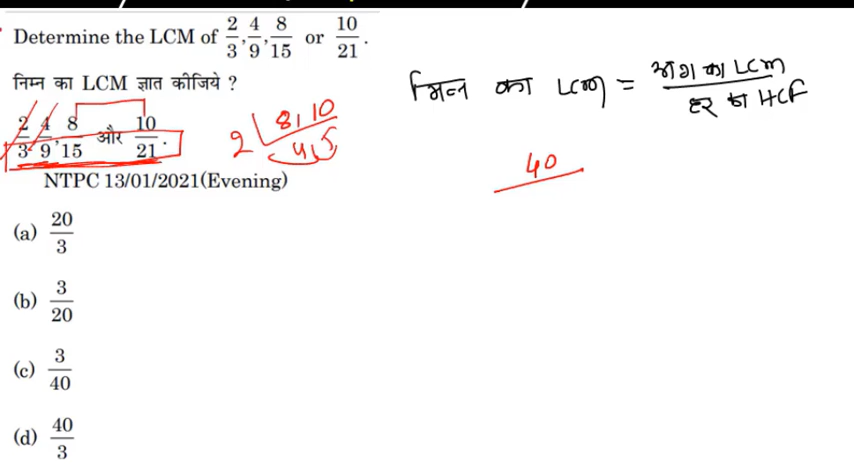 Determine the LCM of 2/3, 4/9, 8/15 or 10/21.
निम्न का LCM ज्ञात कीजिये ?
2/3, 4/9, 8/15 और 10/21.
NTPC 13/01/2021(Evening)
(a) 20/3
(b) 3/20
(c) 3/40
(d) 40/3
2 8, 10
4, 5
भिन्न का LCM = अंश का LCM / हर का HCF
40